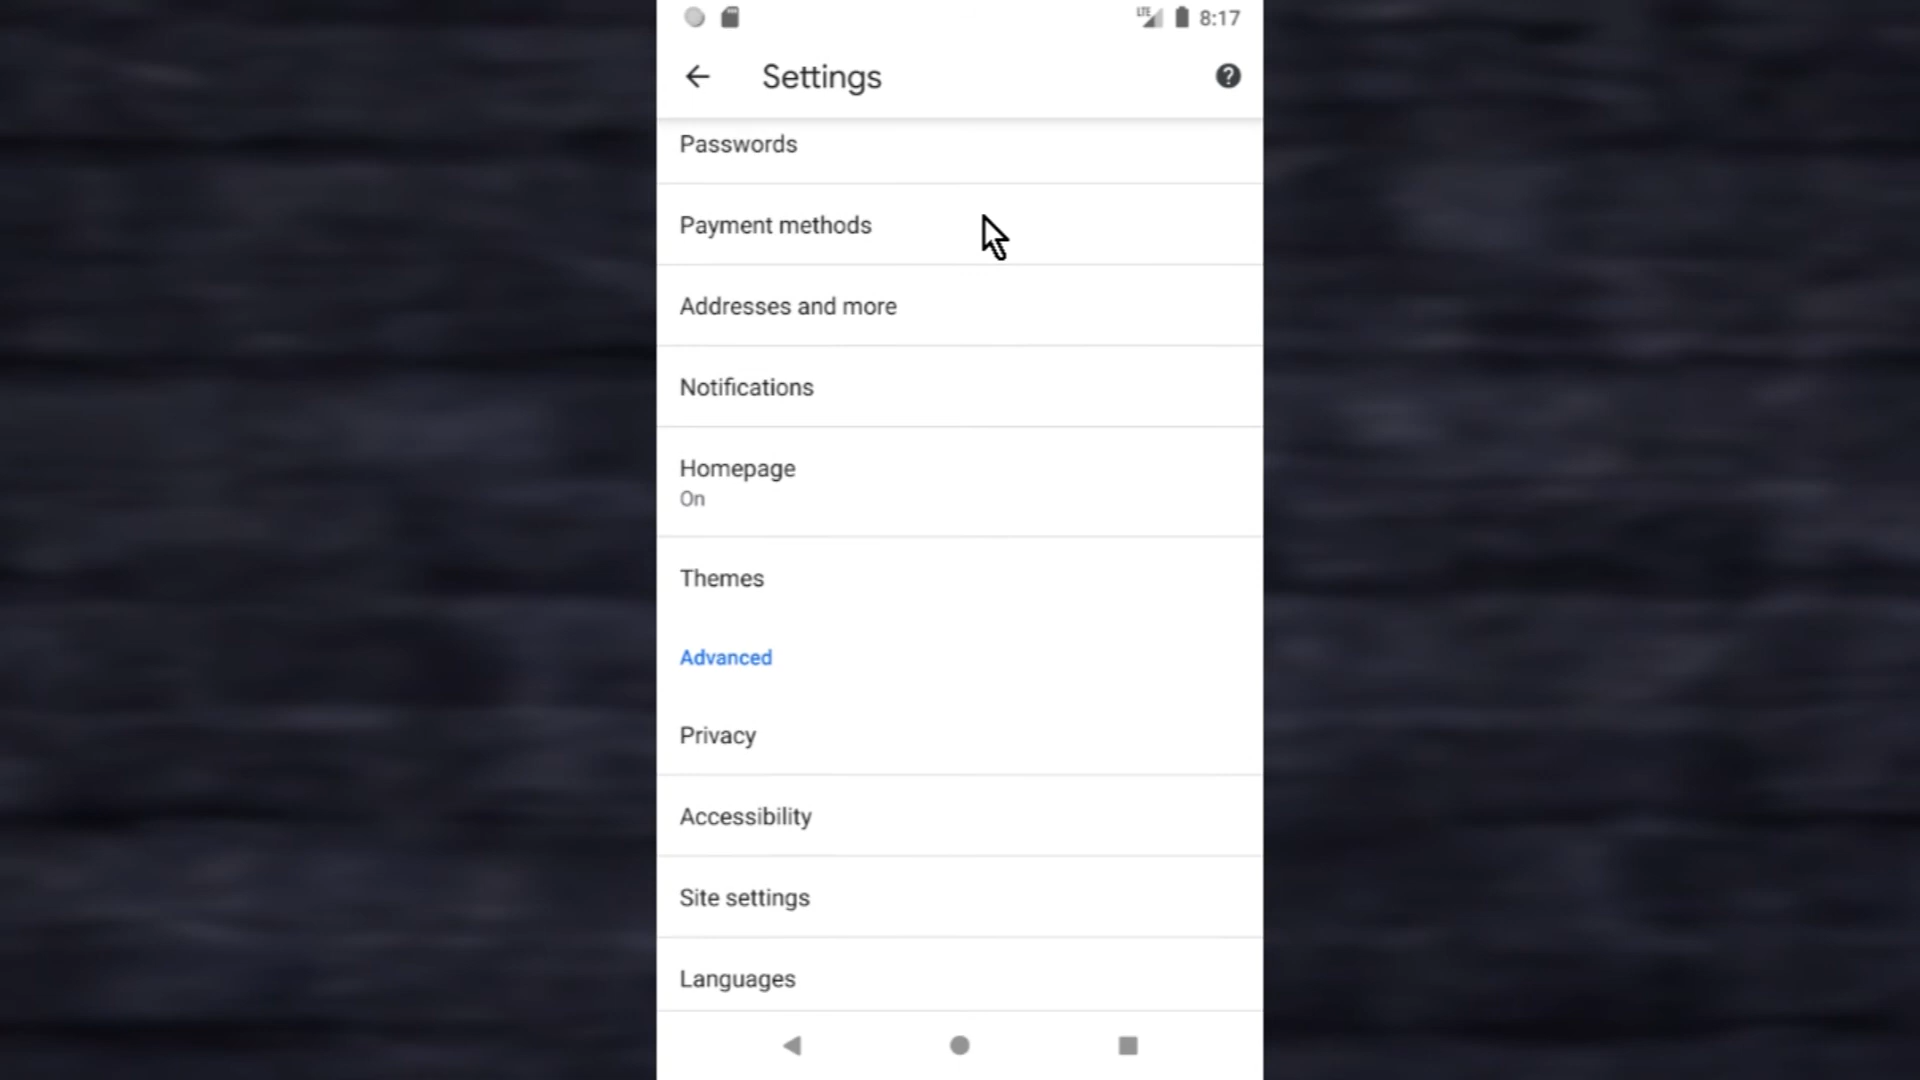 LTE 8:17
Settings
Passwords
Payment methods
Addresses and more
Notifications
Homepage
On
Themes
Advanced
Privacy
Accessibility
Site settings
Languages